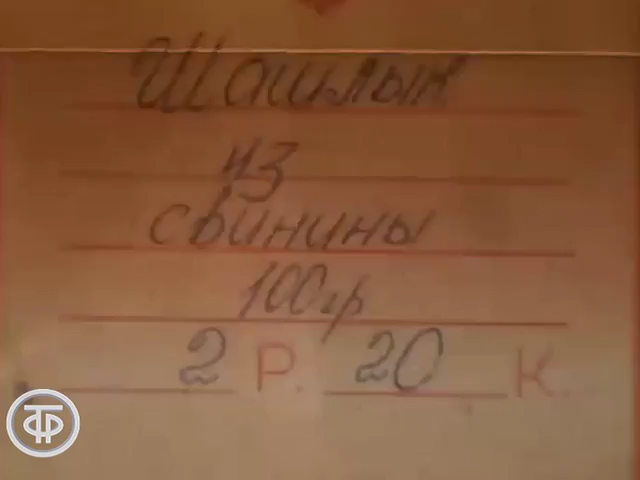 Шашлык
из
свинины
100гр
2 Р. 20 К.